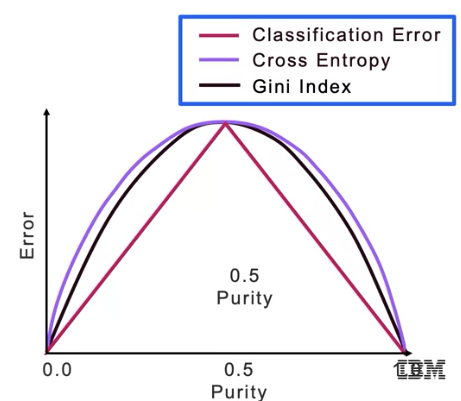 Classification Error
Cross Entropy
Gini Index
Error
0.5
Purity
0.0
0.5
IBM
Purity